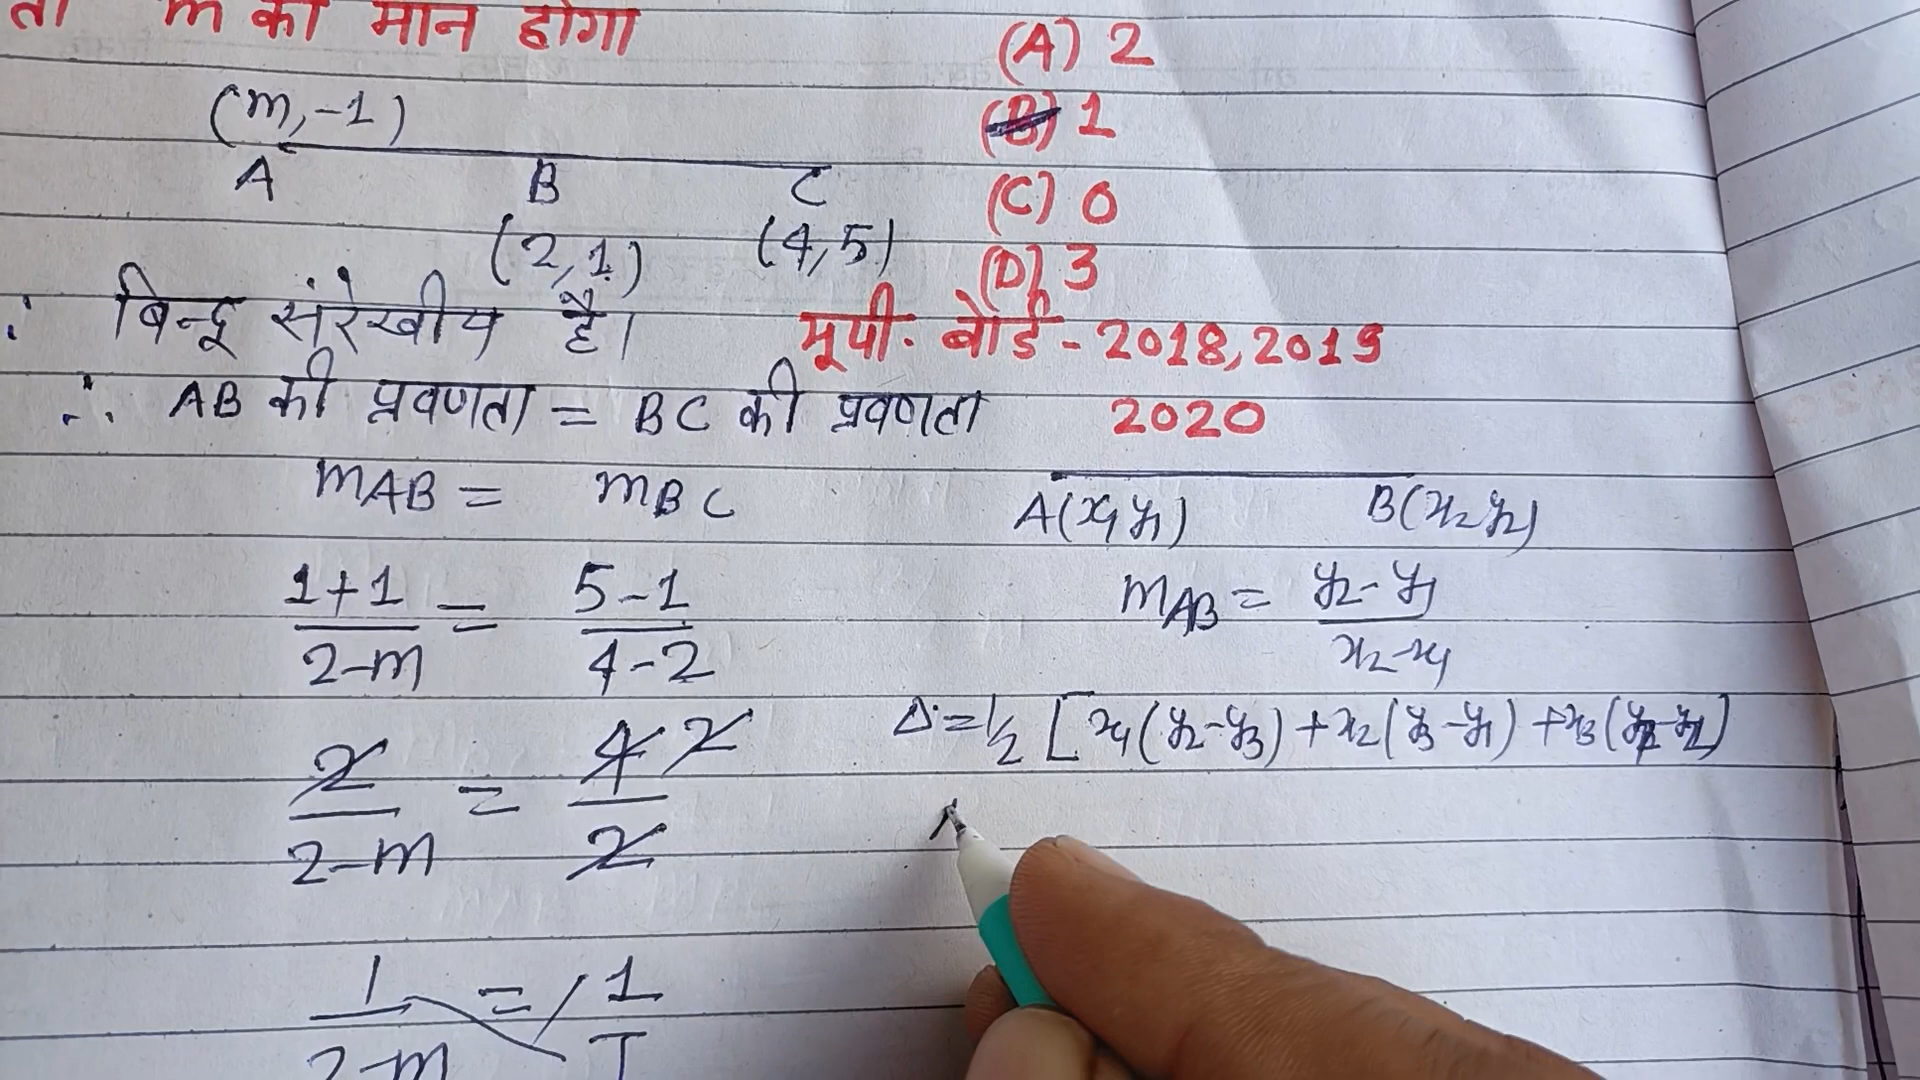 तो m का मान होगा
(A) 2
(m,-1)
(B) 1
A B C
(C) 0
(2,1) (4,5)
(D) 3
∵ बिन्दू संरेखीय है।
यूपी. बोर्ड - 2018,2019
∴ AB की प्रवणता = BC की प्रवणता
2020
mAB = mBC
A(x₁ y₁) B(x₂ y₂)
1+1/2-m = 5-1/4-2
mAB = y₂-y₁/x₂-x₁
Δ = 1/2 [x₁(y₂-y₃)+x₂(y₃-y₁)+x₃(
2/2-m = 4 2/2
1/2-m = 1/1